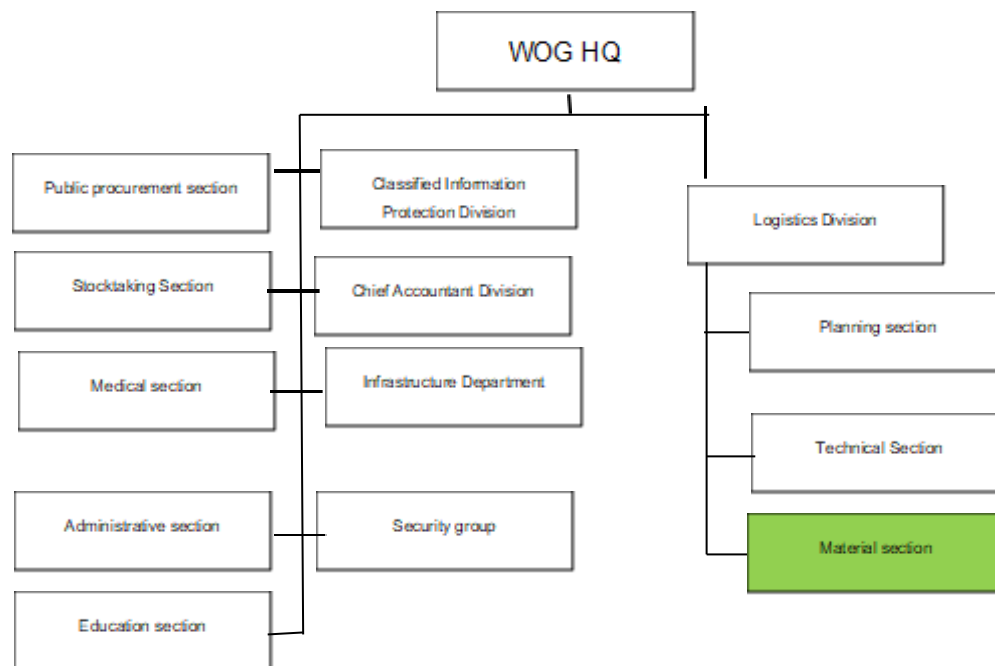 WOG HQ
Public procurement section
Classified Information
Protection Division
Logistics Division
Stocktaking Section
Chief Accountant Division
Planning section
Medical section
Infrastructure Department
Technical Section
Administrative section
Security group
Material section
Education section